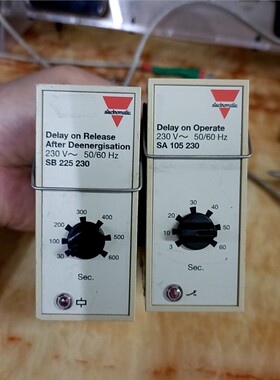 electromatic
Delay on Release
After Deenergisation
230 V~ 50/60 Hz
SB 225 230
300
200
400
100
500
30
600
Sec.
electromatic
Delay on Operate
230 V~ 50/60 Hz
SA 105 230
20
30
10
40
6
50
3
60
Sec.